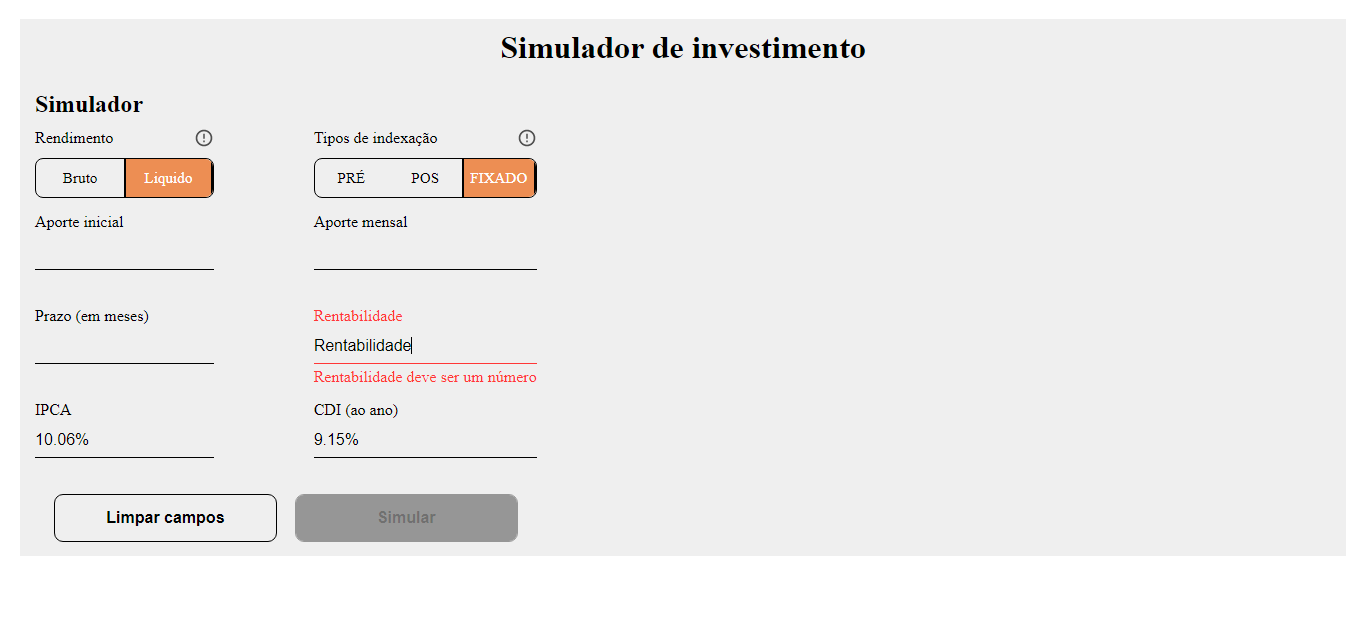 Simulador de investimento
Simulador
Rendimento
Tipos de indexação
Bruto
Liquido
PRÉ
POS
FIXADO
Aporte inicial
Aporte mensal
Prazo (em meses)
Rentabilidade
Rentabilidade
Rentabilidade deve ser um número
IPCA
CDI (ao ano)
10.06%
9.15%
Limpar campos
Simular